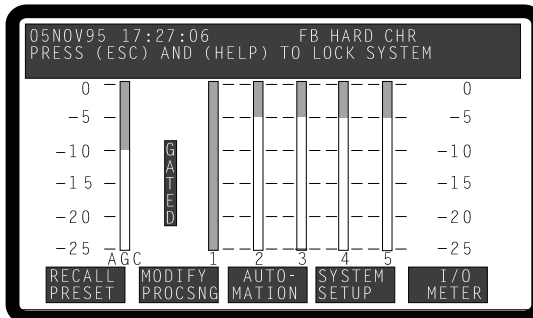 05NOV95 17:27:06 FB HARD CHR
PRESS (ESC) AND (HELP) TO LOCK SYSTEM
0 0
-5 -5
-10 -10
-15 -15
-20 -20
-25 -25
GATED
AGC 1 2 3 4 5
RECALL PRESET
MODIFY PROCSNG
AUTO-MATION
SYSTEM SETUP
I/O METER